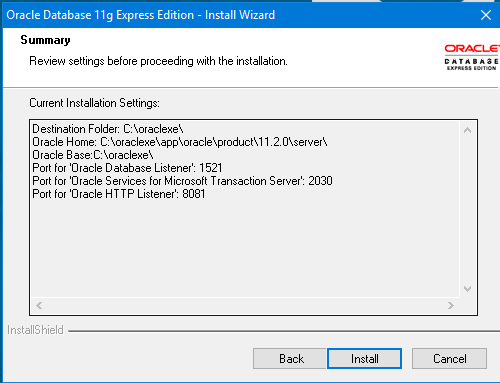 Oracle Database 11g Express Edition - Install Wizard
Summary
Review settings before proceeding with the installation.
ORACLE
DATABASE
EXPRESS EDITION
Current Installation Settings:
Destination Folder: C:\oraclexe\
Oracle Home: C:\oraclexe\app\oracle\product\11.2.0\server\
Oracle Base:C:\oraclexe\
Port for 'Oracle Database Listener': 1521
Port for 'Oracle Services for Microsoft Transaction Server': 2030
Port for 'Oracle HTTP Listener': 8081
InstallShield
Back
Install
Cancel